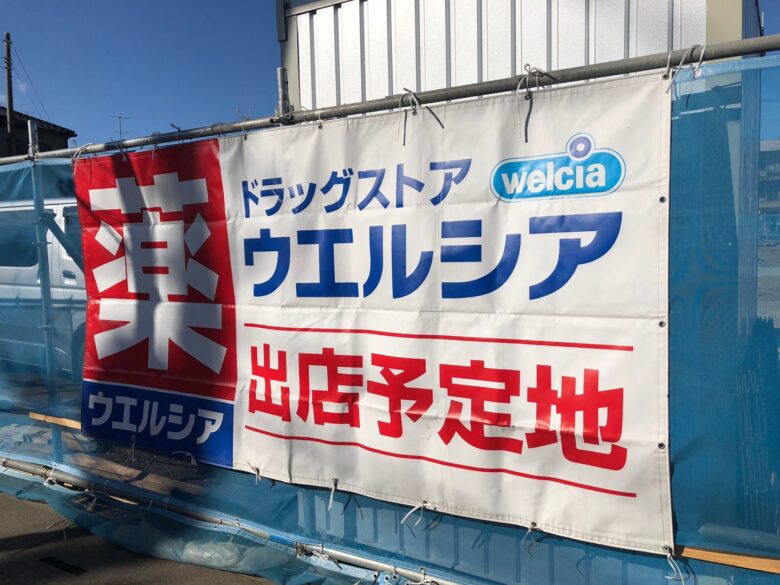 薬
ウエルシア
ドラッグストア
welcia
ウエルシア
出店予定地